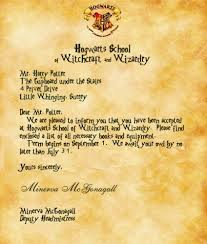 HOGWARTS
Hogwarts School
of Witchcraft and Wizardry
Mr. Harry Potter
The Cupboard under the Stairs
4 Privet Drive
Little Whinging, Surrey
Dear Mr. Potter,
We are pleased to inform you that you have been accepted
at Hogwarts School of Witchcraft and Wizardry. Please find
enclosed a list of all necessary books and equipment.
Term begins on September 1. We await your owl by no
later than July 31.
Yours sincerely,
Minerva McGonagall
Minerva McGonagall
Deputy Headmistress